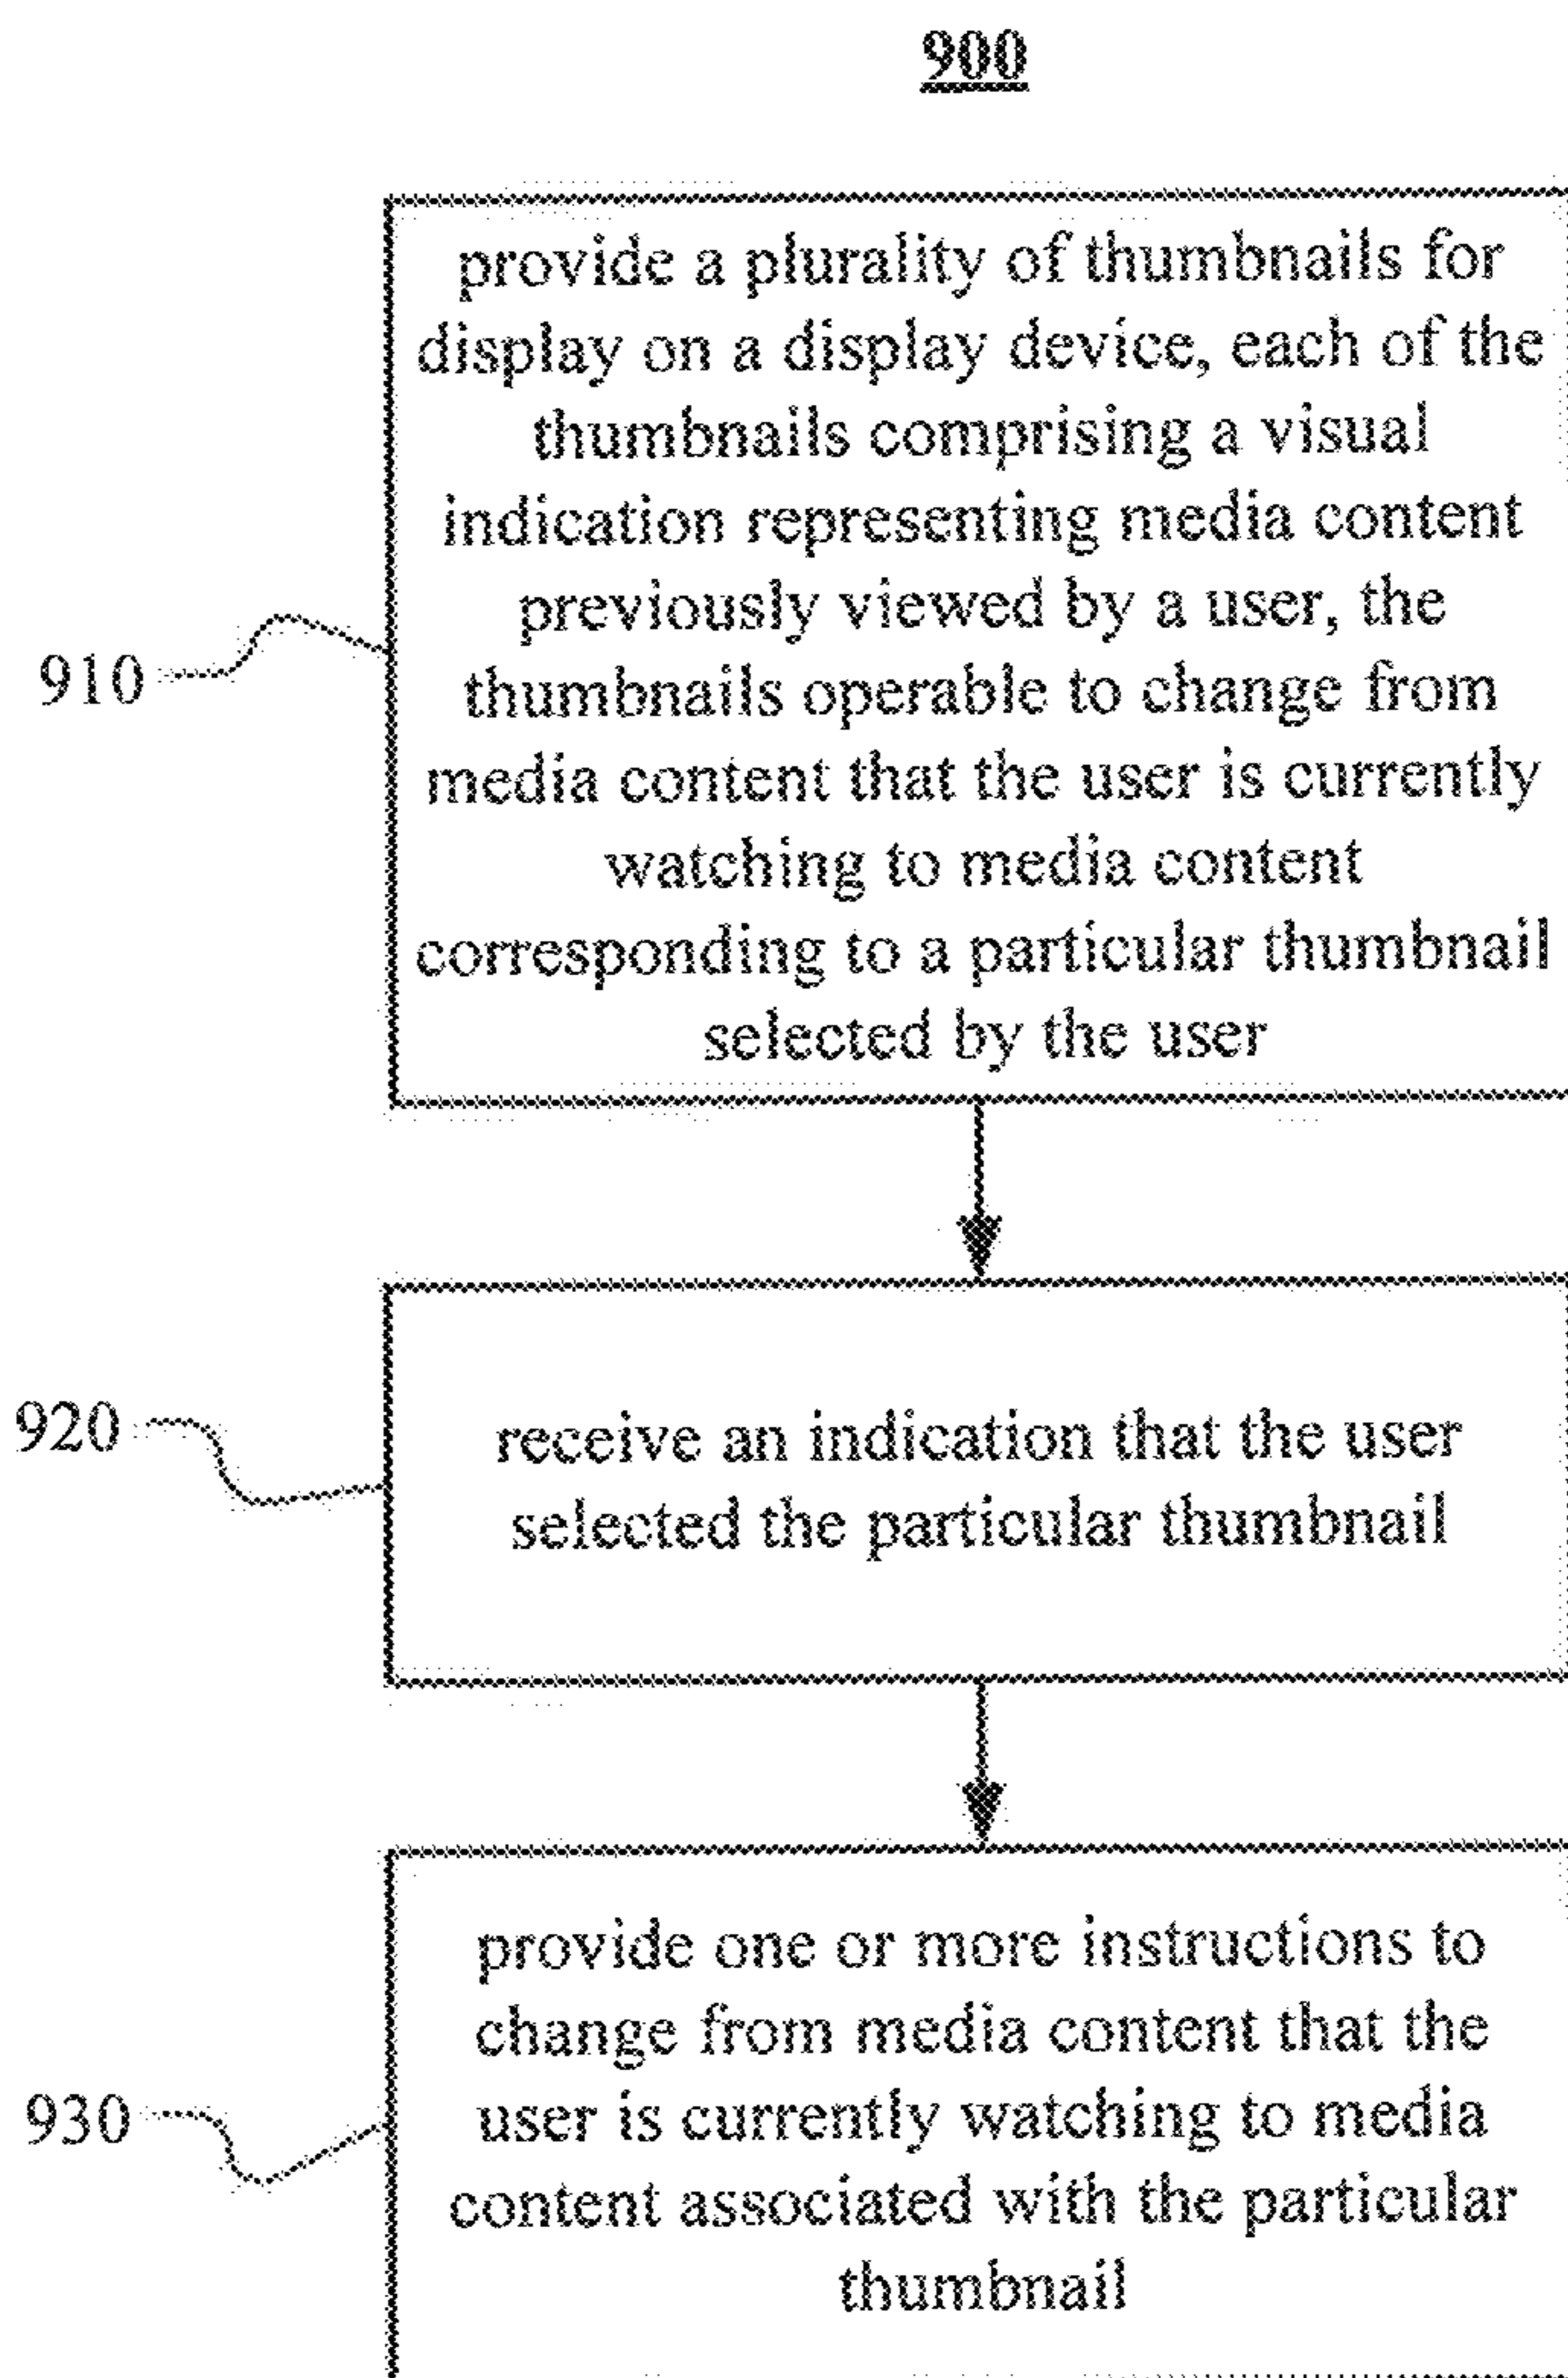 900
provide a plurality of thumbnails for
display on a display device, each of the
thumbnails comprising a visual
indication representing media content
previously viewed by a user, the
thumbnails operable to change from
media content that the user is currently
watching to media content
corresponding to a particular thumbnail
selected by the user
910
receive an indication that the user
selected the particular thumbnail
920
provide one or more instructions to
change from media content that the
user is currently watching to media
content associated with the particular
thumbnail
930